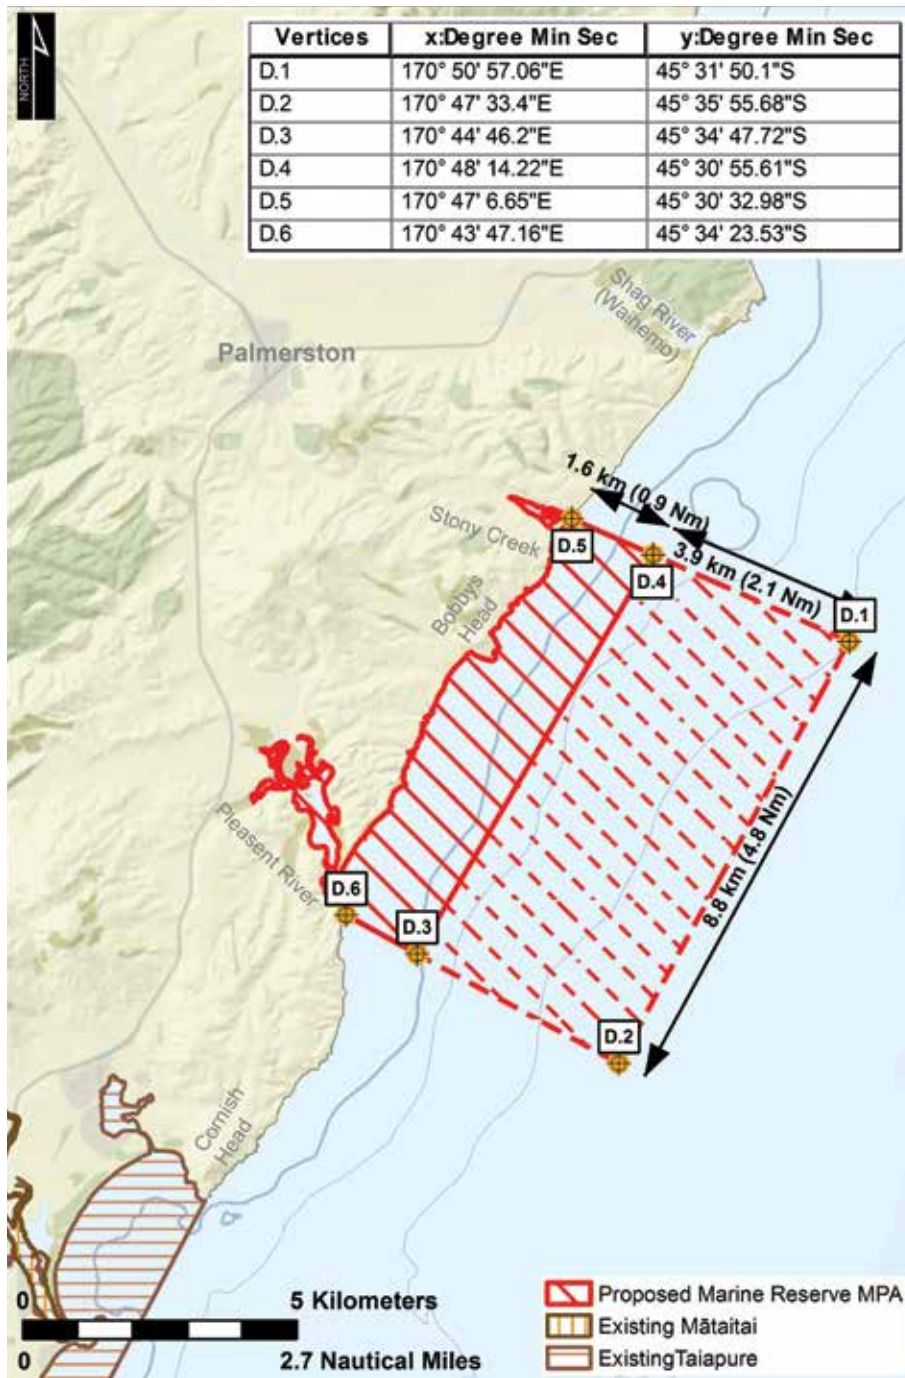 NORTH
Vertices x:Degree Min Sec y:Degree Min Sec
D.1 170° 50' 57.06"E 45° 31' 50.1"S
D.2 170° 47' 33.4"E 45° 35' 55.68"S
D.3 170° 44' 46.2"E 45° 34' 47.72"S
D.4 170° 48' 14.22"E 45° 30' 55.61"S
D.5 170° 47' 6.65"E 45° 30' 32.98"S
D.6 170° 43' 47.16"E 45° 34' 23.53"S
Shag River
(Waihemo)
Palmerston
1.6 km (0.9 Nm)
Stony Creek
D.5
D.4
3.9 km (2.1 Nm)
D.1
Bobbys
Head
8.8 km (4.8 Nm)
Pleasent River
D.6
D.3
D.2
Cornish
Head
0 5 Kilometers
0 2.7 Nautical Miles
Proposed Marine Reserve MPA
Existing Mātaitai
ExistingTaiapure